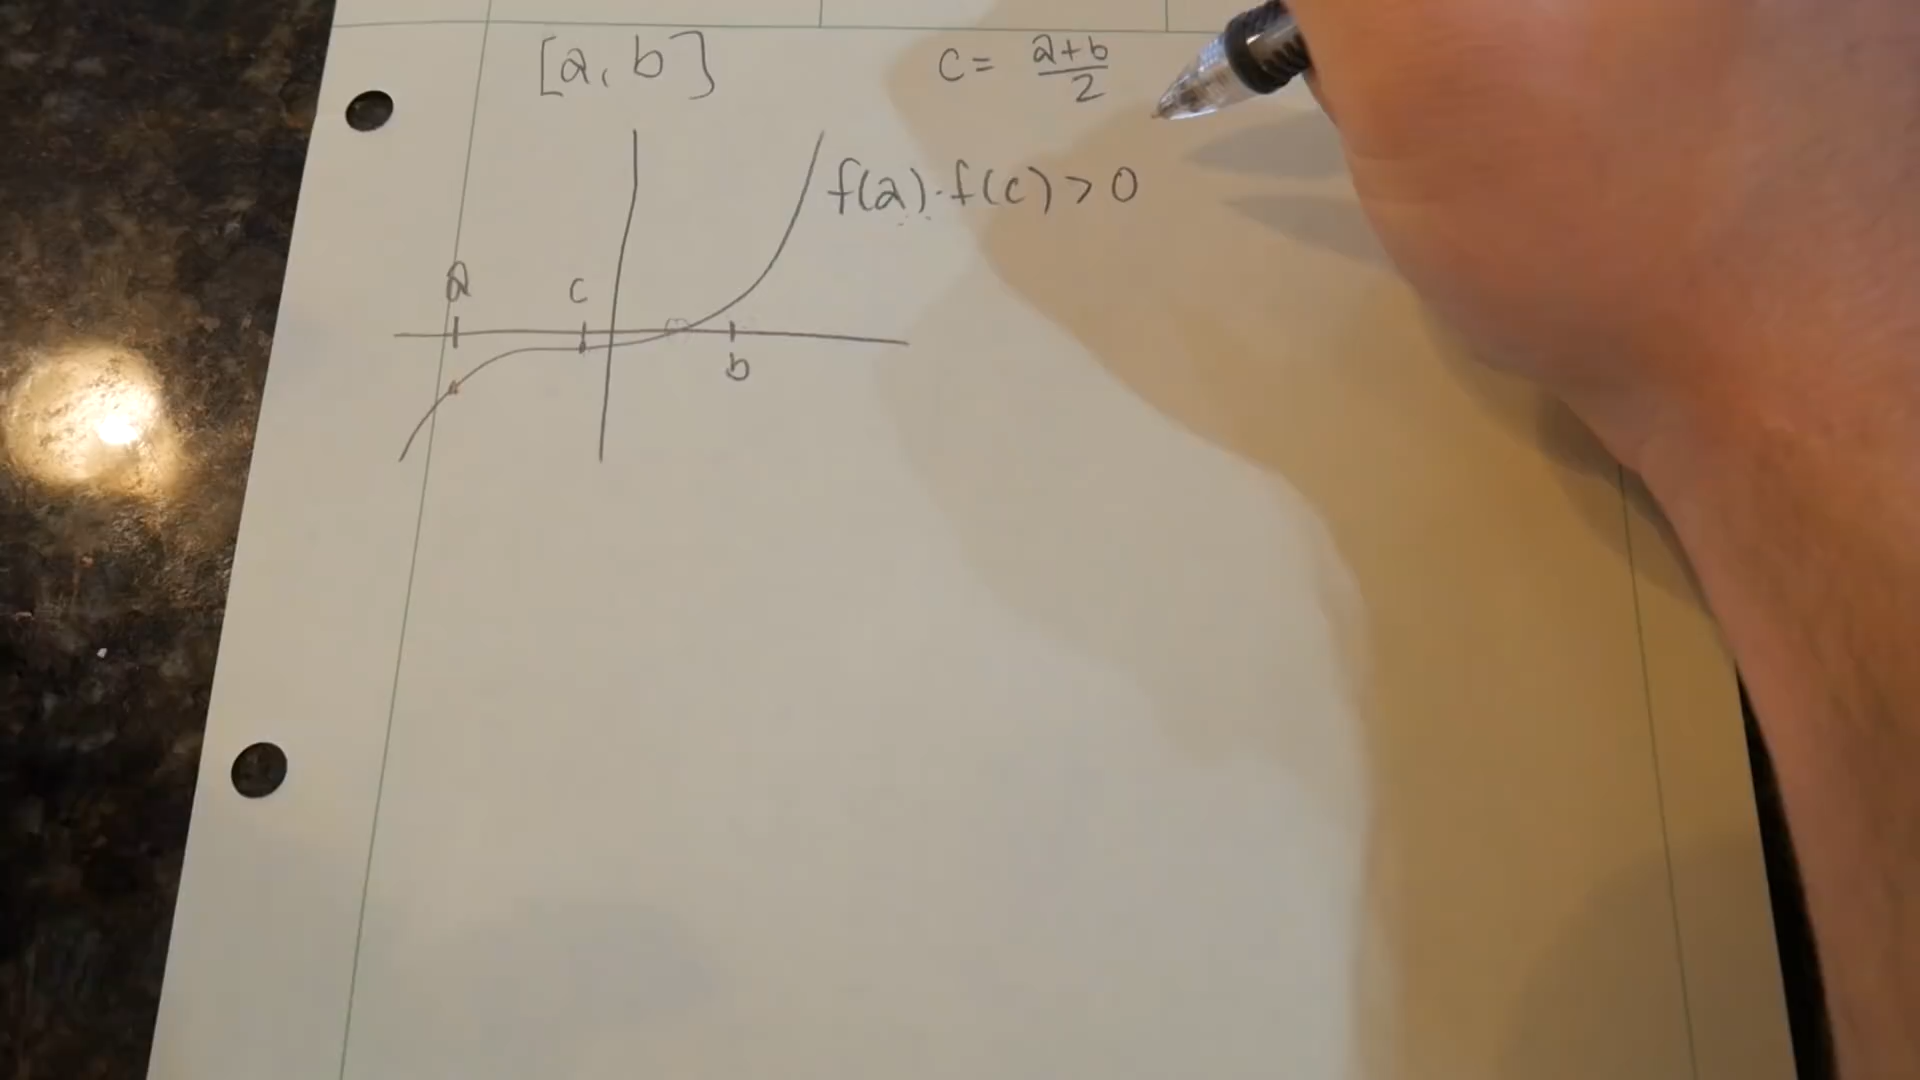 [a, b]
c = a+b/2
f(a)·f(c) > 0
a
c
b